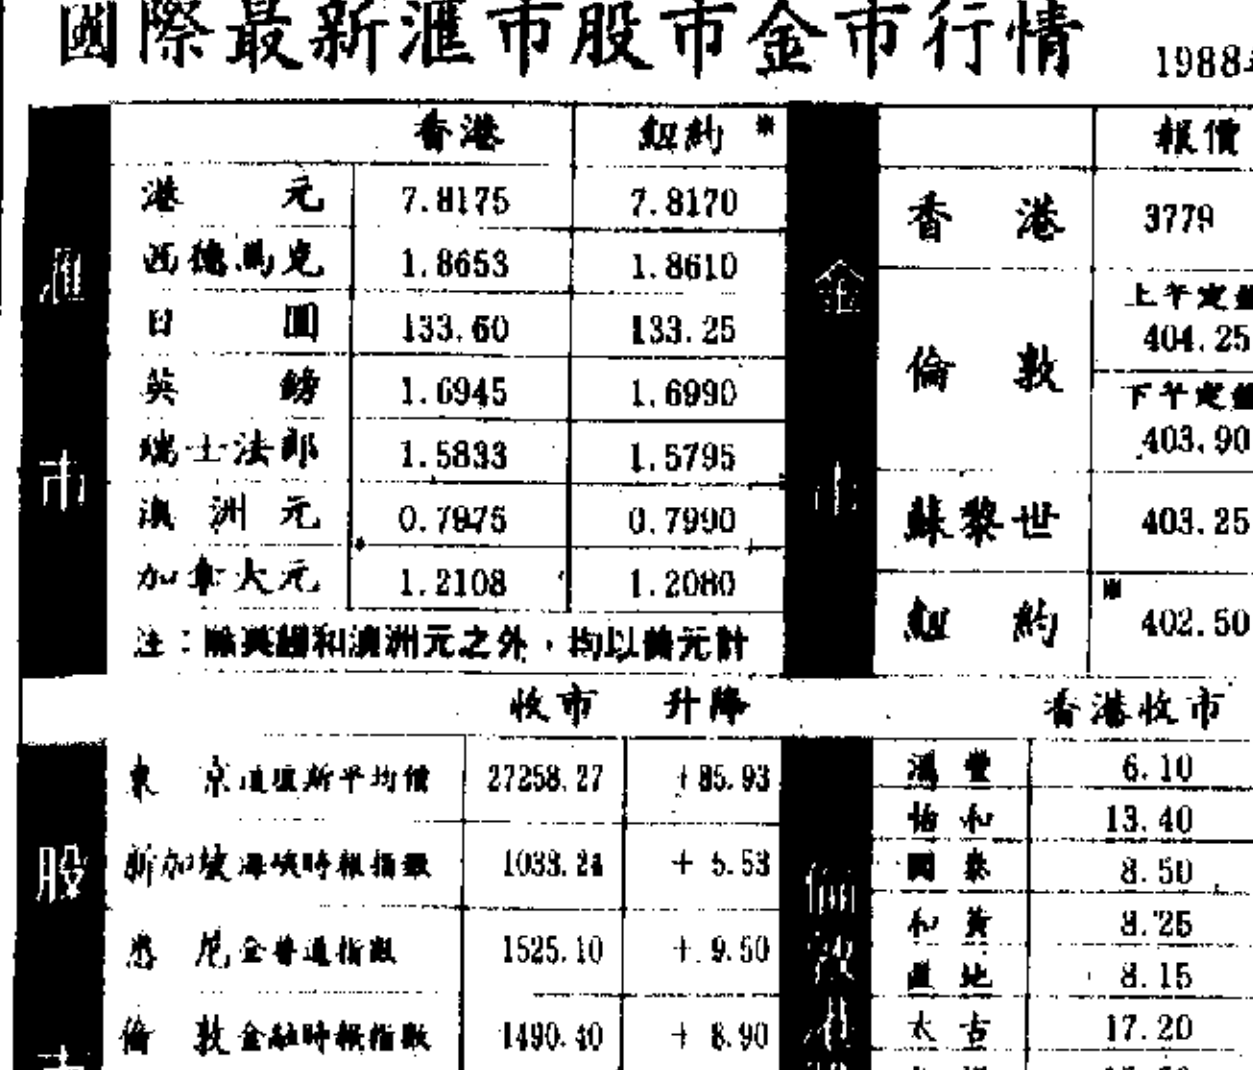 國際最新滙市股市金市行情
1988
滙市
香港 紐約 *
港元 7.8175 7.8170
西德馬克 1.8653 1.8610
日圓 133.60 133.25
英鎊 1.6945 1.6990
瑞士法郎 1.5833 1.5795
澳洲元 0.7975 0.7990
加拿大元 1.2108 1.2080
注：除英鎊和澳洲元之外，均以美元計
金市
報價
香港 3779
倫敦 上午定盤 404.25
下午定盤 403.90
蘇黎世 403.25
紐約 * 402.50
股
收市 升降
東京道瓊斯平均價 27258.27 +85.93
新加坡海峽時報指數 1033.24 + 5.53
悉尼全普通指數 1525.10 + 9.50
倫敦金融時報指數 1490.40 + 8.90
香港收市
滙豐 6.10
怡和 13.40
國泰 8.50
和黃 8.25
置地 8.15
太古 17.20